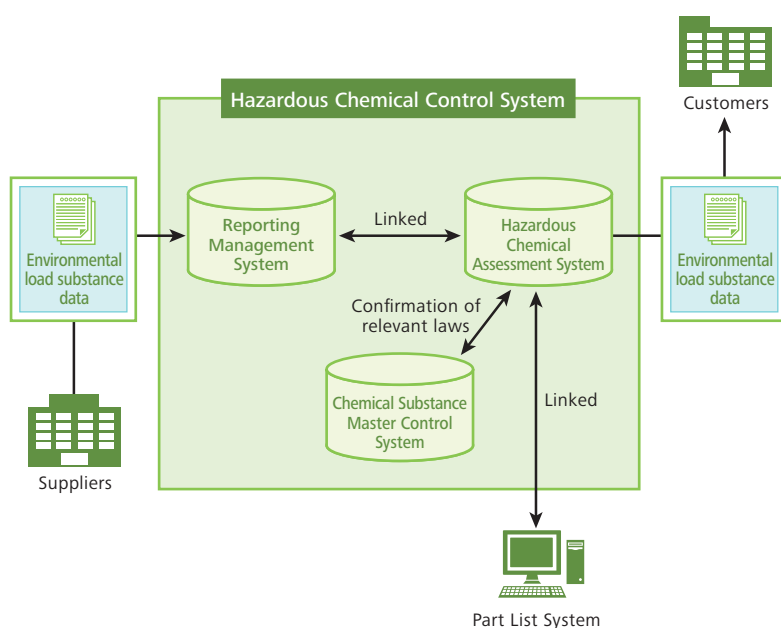 Hazardous Chemical Control System
Customers
Environmental
load substance
data
Suppliers
Reporting
Management
System
Linked
Hazardous
Chemical
Assessment System
Confirmation of
relevant laws
Chemical Substance
Master Control
System
Linked
Environmental
load substance
data
Part List System